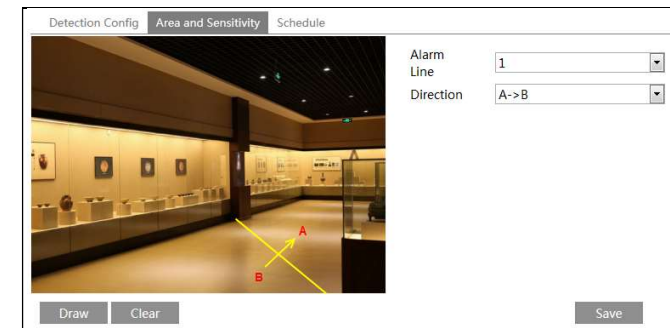 Detection Config Area and Sensitivity Schedule
Alarm Line 1
Direction A->B
A
B
Draw Clear Save